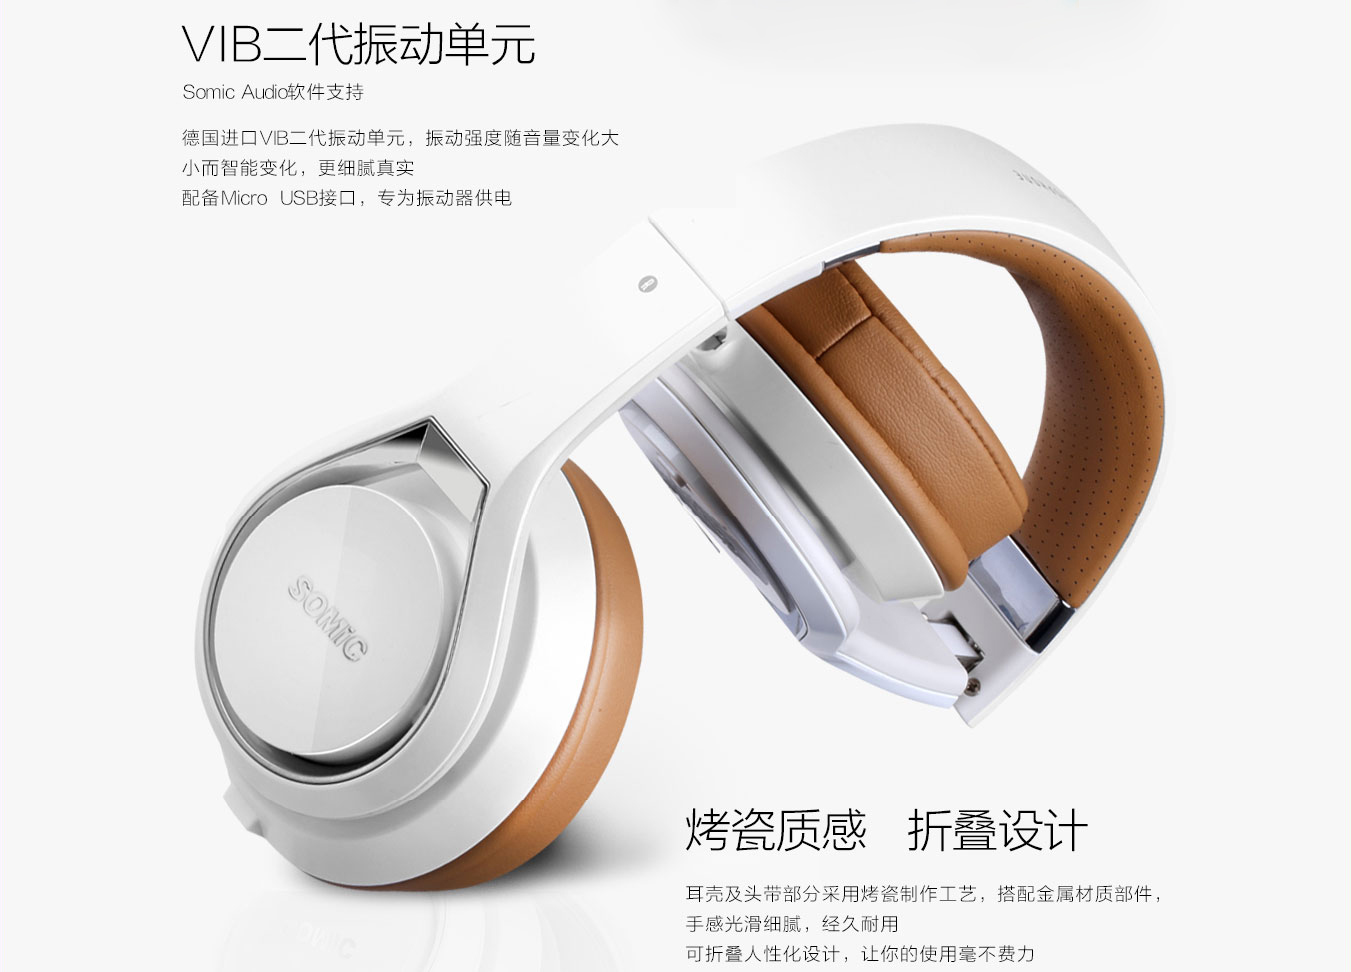 VIB二代振动单元
Somic Audio软件支持
德国进口VIB二代振动单元，振动强度随音量变化大
小而智能变化，更细腻真实
配备Micro USB接口，专为振动器供电
SOMiC
烤瓷质感 折叠设计
耳壳及头带部分采用烤瓷制作工艺，搭配金属材质部件，
手感光滑细腻，经久耐用
可折叠人性化设计，让你的使用毫不费力